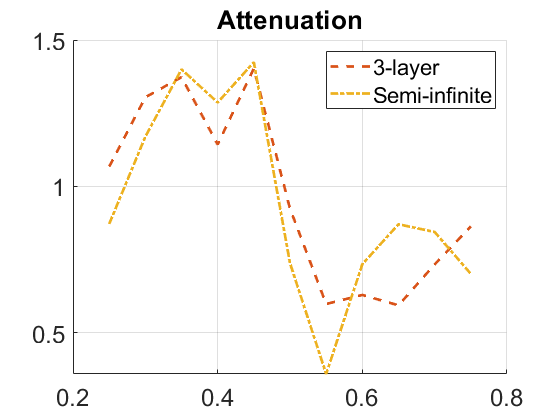 Attenuation
1.5
3-layer
Semi-infinite
1
0.5
0.2 0.4 0.6 0.8